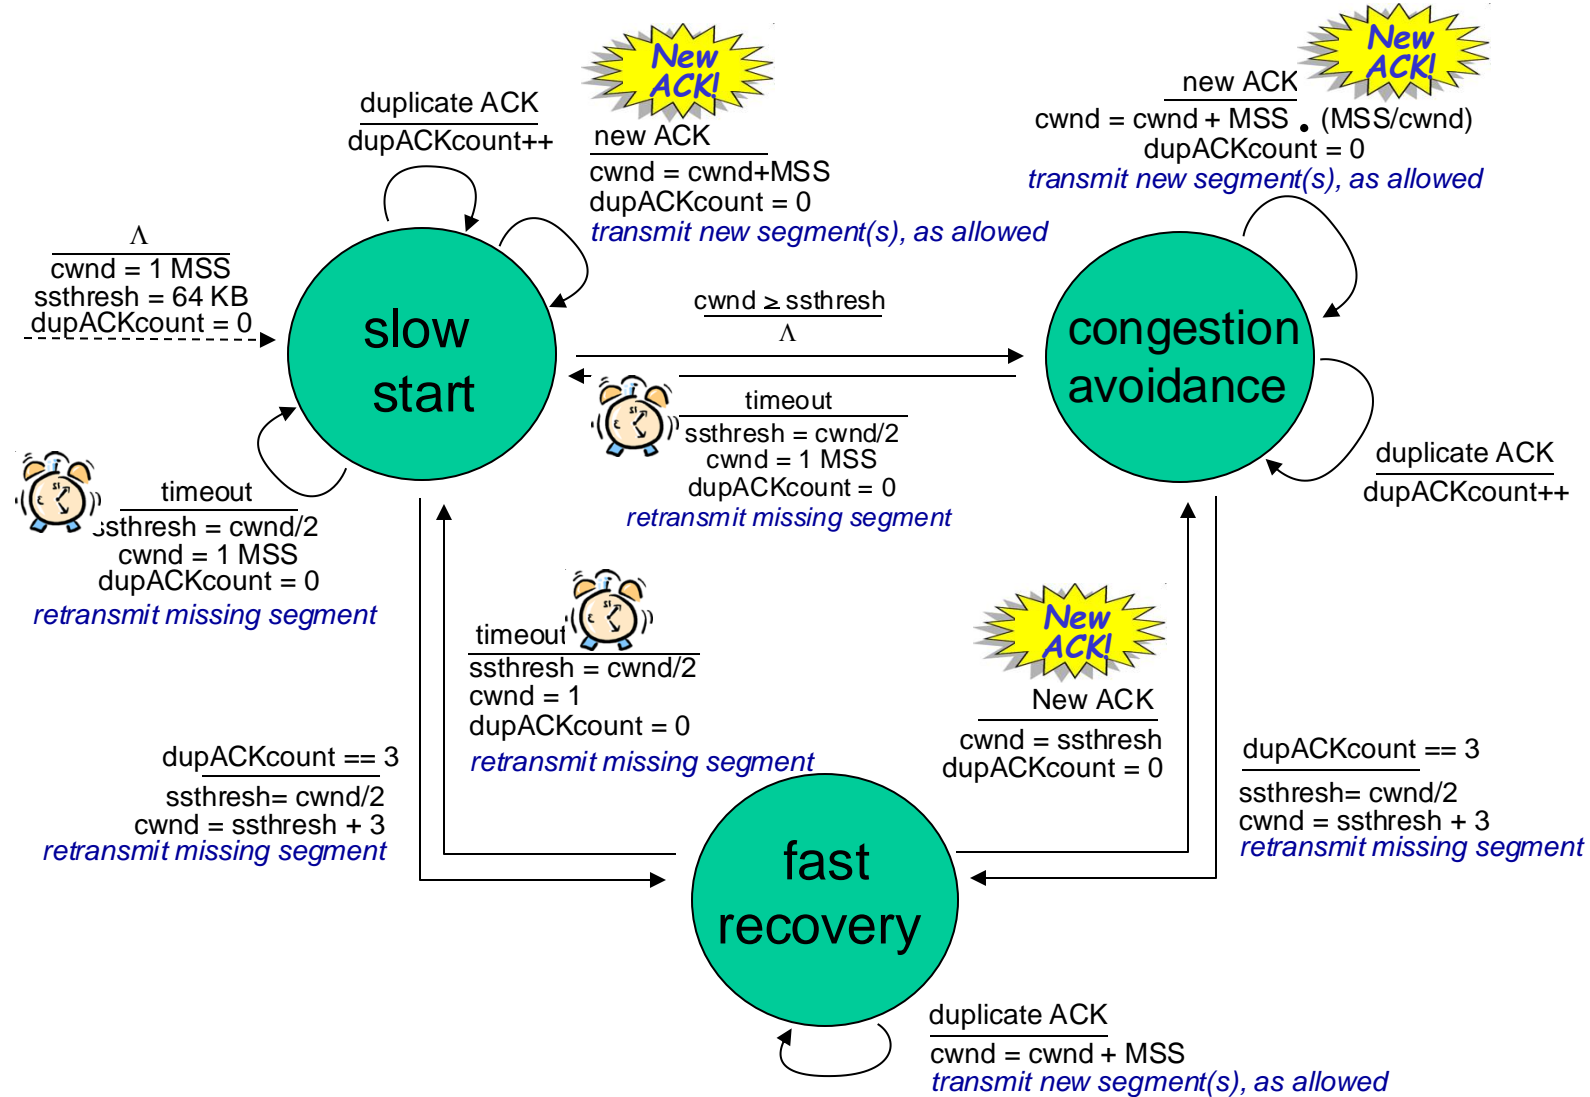 New
ACK!
duplicate ACK
dupACKcount++
new ACK
cwnd = cwnd+MSS
dupACKcount = 0
transmit new segment(s), as allowed
New
ACK!
new ACK
cwnd = cwnd + MSS • (MSS/cwnd)
dupACKcount = 0
transmit new segment(s), as allowed
Λ
cwnd = 1 MSS
ssthresh = 64 KB
dupACKcount = 0
slow
start
cwnd ≥ ssthresh
Λ
congestion
avoidance
timeout
ssthresh = cwnd/2
cwnd = 1 MSS
dupACKcount = 0
retransmit missing segment
duplicate ACK
dupACKcount++
timeout
ssthresh = cwnd/2
cwnd = 1 MSS
dupACKcount = 0
retransmit missing segment
timeout
ssthresh = cwnd/2
cwnd = 1
dupACKcount = 0
retransmit missing segment
New
ACK!
New ACK
cwnd = ssthresh
dupACKcount = 0
dupACKcount == 3
ssthresh= cwnd/2
cwnd = ssthresh + 3
retransmit missing segment
dupACKcount == 3
ssthresh= cwnd/2
cwnd = ssthresh + 3
retransmit missing segment
fast
recovery
duplicate ACK
cwnd = cwnd + MSS
transmit new segment(s), as allowed